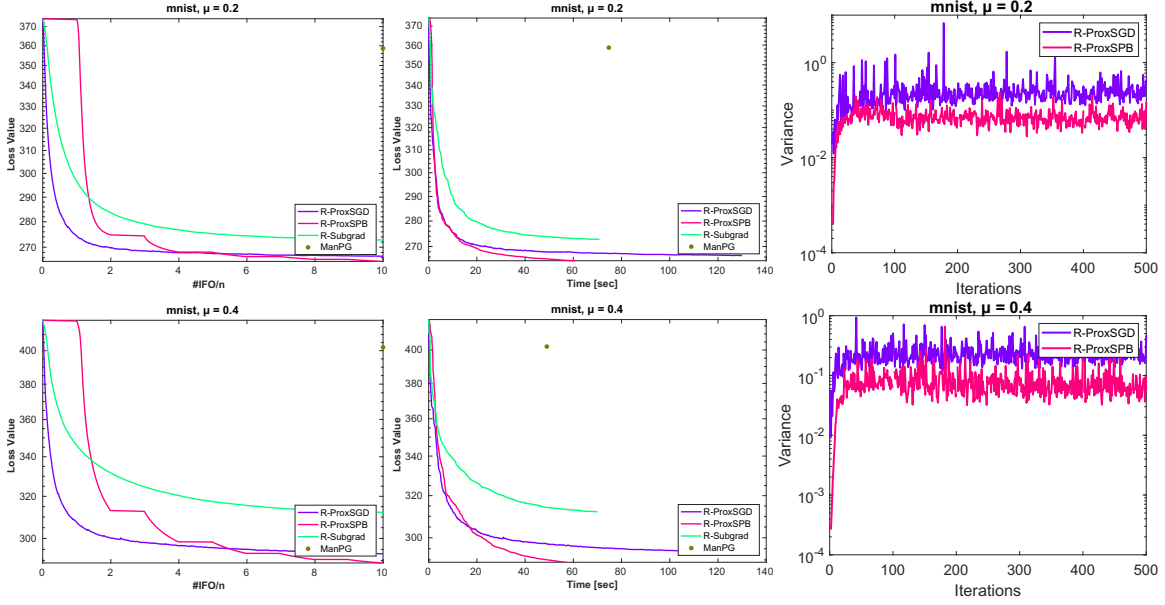 mnist, μ = 0.2
Loss Value
370
360
350
340
330
320
310
300
290
280
270
0
2
4
6
8
10
#IFO/n
R-ProxSGD
R-ProxSPB
R-Subgrad
ManPG
mnist, μ = 0.2
Loss Value
370
360
350
340
330
320
310
300
290
280
270
0
20
40
60
80
100
120
140
Time [sec]
R-ProxSGD
R-ProxSPB
R-Subgrad
ManPG
mnist, μ = 0.2
Variance
10^0
10^-2
10^-4
0
100
200
300
400
500
Iterations
R-ProxSGD
R-ProxSPB
mnist, μ = 0.4
Loss Value
400
380
360
340
320
300
0
2
4
6
8
10
#IFO/n
R-ProxSGD
R-ProxSPB
R-Subgrad
ManPG
mnist, μ = 0.4
Loss Value
400
380
360
340
320
300
0
20
40
60
80
100
120
140
Time [sec]
R-ProxSGD
R-ProxSPB
R-Subgrad
ManPG
mnist, μ = 0.4
Variance
10^0
10^-1
10^-2
10^-3
10^-4
0
100
200
300
400
500
Iterations
R-ProxSGD
R-ProxSPB